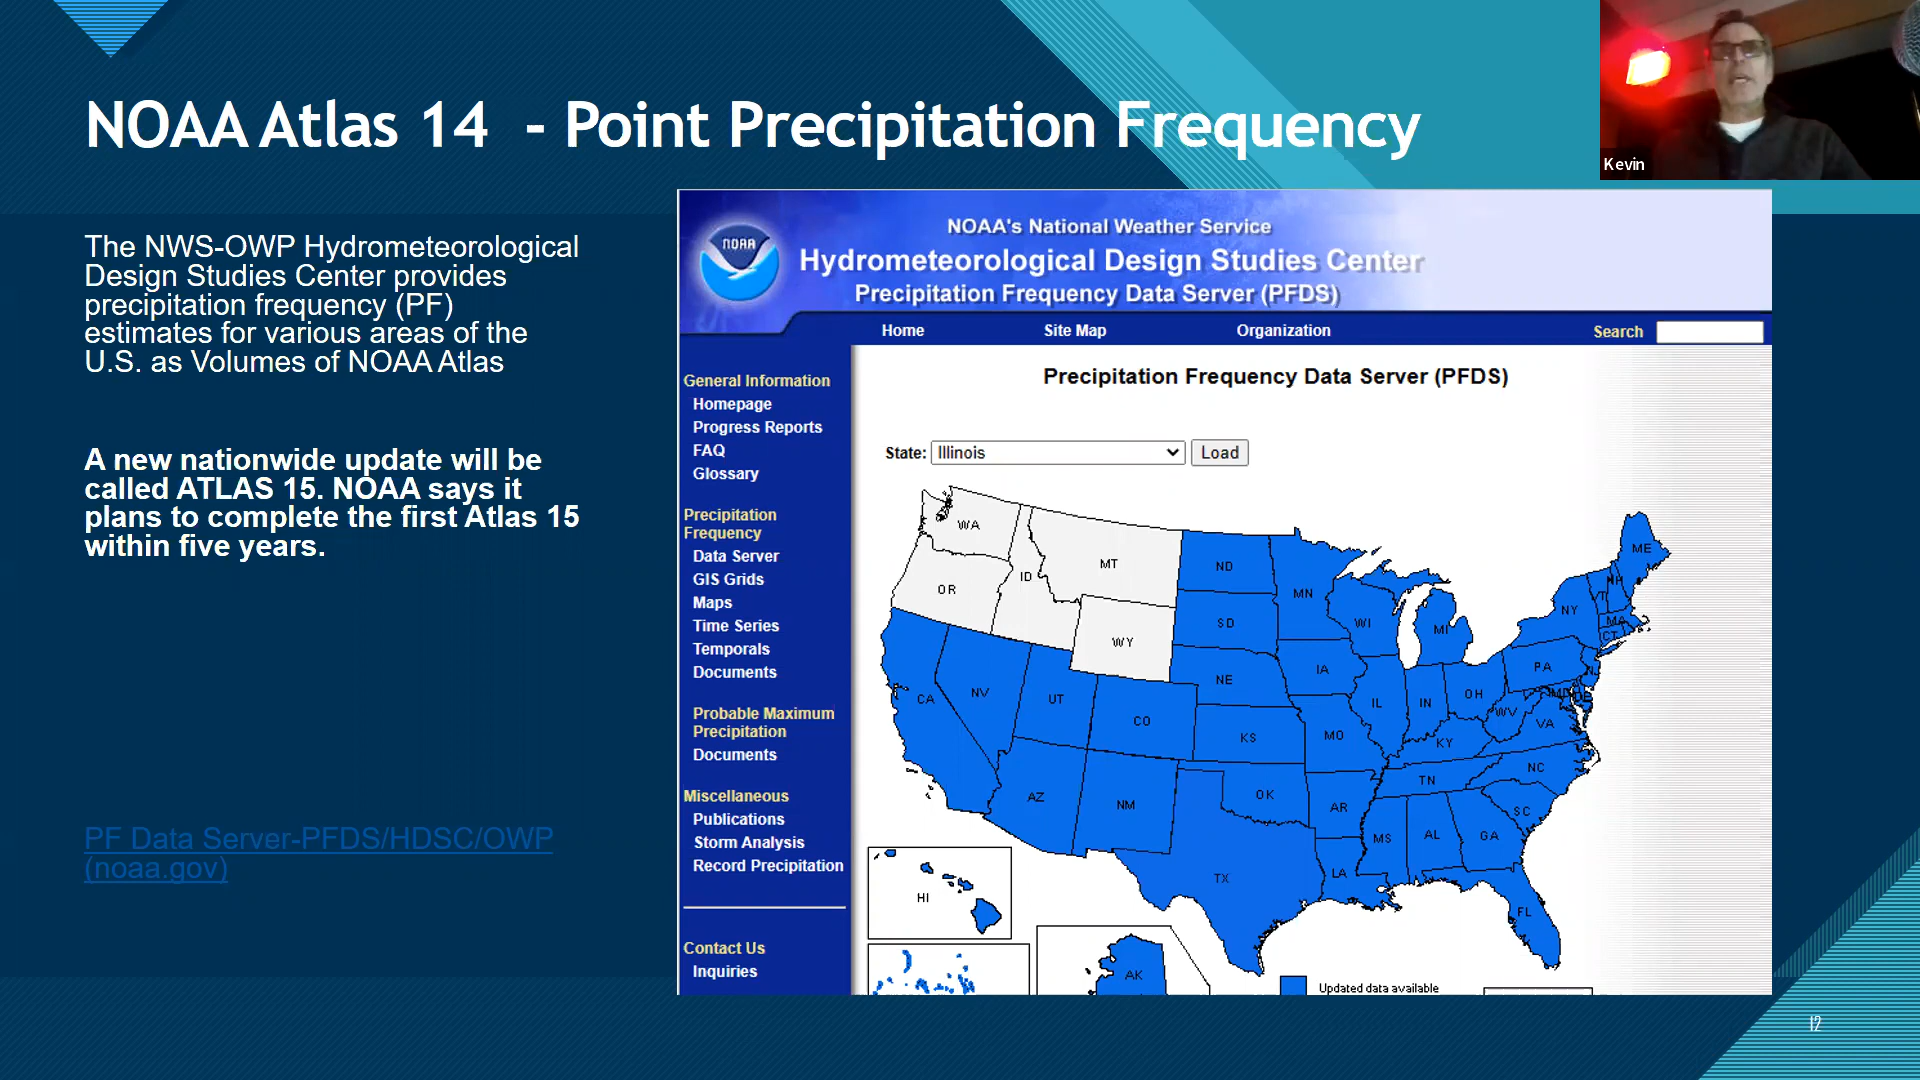 NOAA Atlas 14 - Point Precipitation Frequency
Kevin
The NWS-OWP Hydrometeorological
Design Studies Center provides
precipitation frequency (PF)
estimates for various areas of the
U.S. as Volumes of NOAA Atlas
A new nationwide update will be
called ATLAS 15. NOAA says it
plans to complete the first Atlas 15
within five years.
PF Data Server-PFDS/HDSC/OWP
(noaa.gov)
NOAA
NOAA's National Weather Service
Hydrometeorological Design Studies Center
Precipitation Frequency Data Server (PFDS)
Home
Site Map
Organization
Search
General Information
Homepage
Progress Reports
FAQ
Glossary
Precipitation
Frequency
Data Server
GIS Grids
Maps
Time Series
Temporals
Documents
Probable Maximum
Precipitation
Documents
Miscellaneous
Publications
Storm Analysis
Record Precipitation
Contact Us
Inquiries
Precipitation Frequency Data Server (PFDS)
State: Illinois Load
WA
MT
ND
ME
OR
ID
MN
NH
VT
NY
WI
MI
MA
CT
SD
WY
IA
PA
NJ
NE
CA
NV
UT
CO
IL
IN
OH
MD
DE
WV
VA
KS
MO
KY
NC
TN
AZ
NM
OK
AR
SC
MS
AL
GA
TX
LA
FL
HI
AK
Updated data available
12